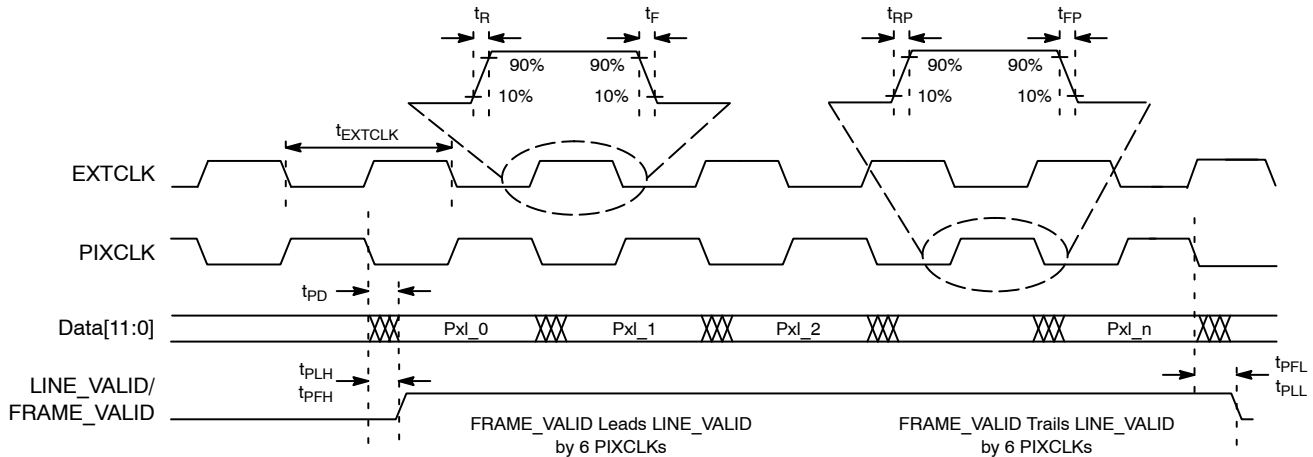 tR tF tRP tFP
90% 90% 90% 90%
10% 10% 10% 10%
tEXTCLK
EXTCLK
PIXCLK
tPD
Data[11:0] Pxl_0 Pxl_1 Pxl_2 Pxl_n
LINE_VALID/
FRAME_VALID
tPLH
tPFH
tPFL
tPLL
FRAME_VALID Leads LINE_VALID
by 6 PIXCLKs
FRAME_VALID Trails LINE_VALID
by 6 PIXCLKs